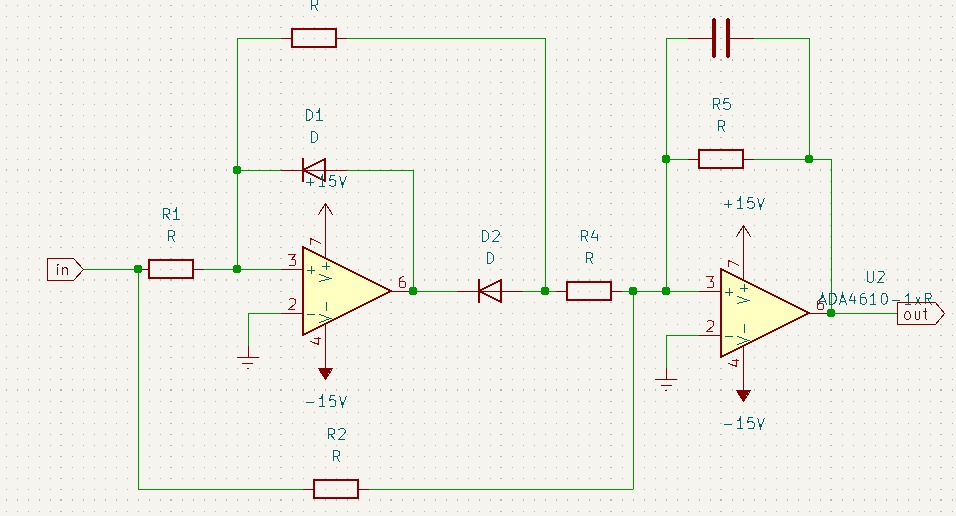 R
D1
D
+15V
R1
R
7
3
+
V+
in
2
-
V-
4
6
-15V
D2
D
R4
R
R5
R
+15V
7
3
+
V+
2
-
V-
4
6
U2
ADA4610-1xR
out
-15V
R2
R